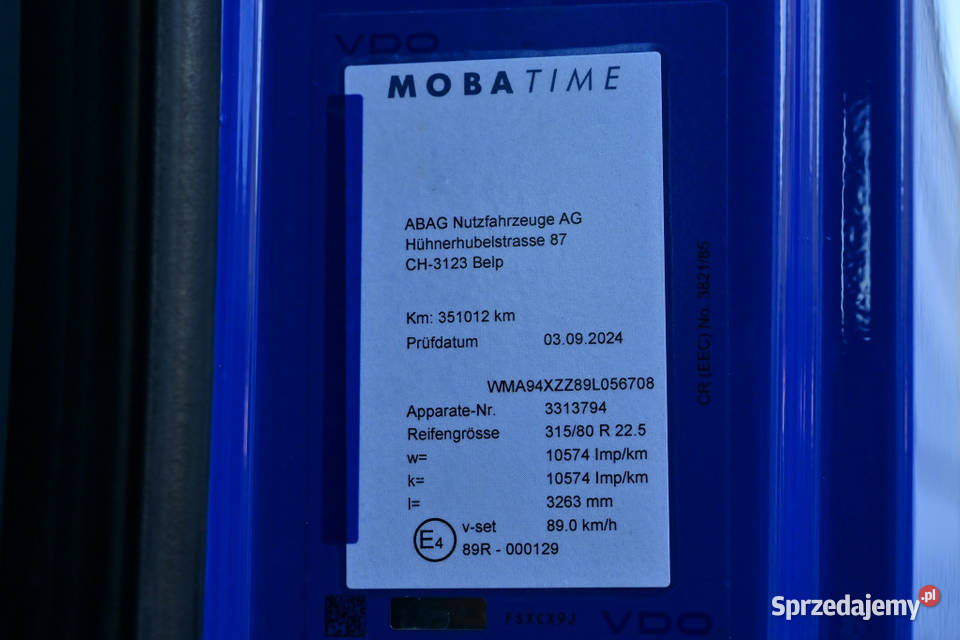 VDO
MOBATIME
ABAG Nutzfahrzeuge AG
Hühnerhubelstrasse 87
CH-3123 Belp
Km: 351012 km
Prüfdatum 03.09.2024
WMA94XZZ89L056708
Apparate-Nr. 3313794
Reifengrösse 315/80 R 22.5
w= 10574 Imp/km
k= 10574 Imp/km
l= 3263 mm
v-set 89.0 km/h
E4
89R - 000129
CR (EEC) No. 3821/85
FSXCX9J
VDO
Sprzedajemy.pl